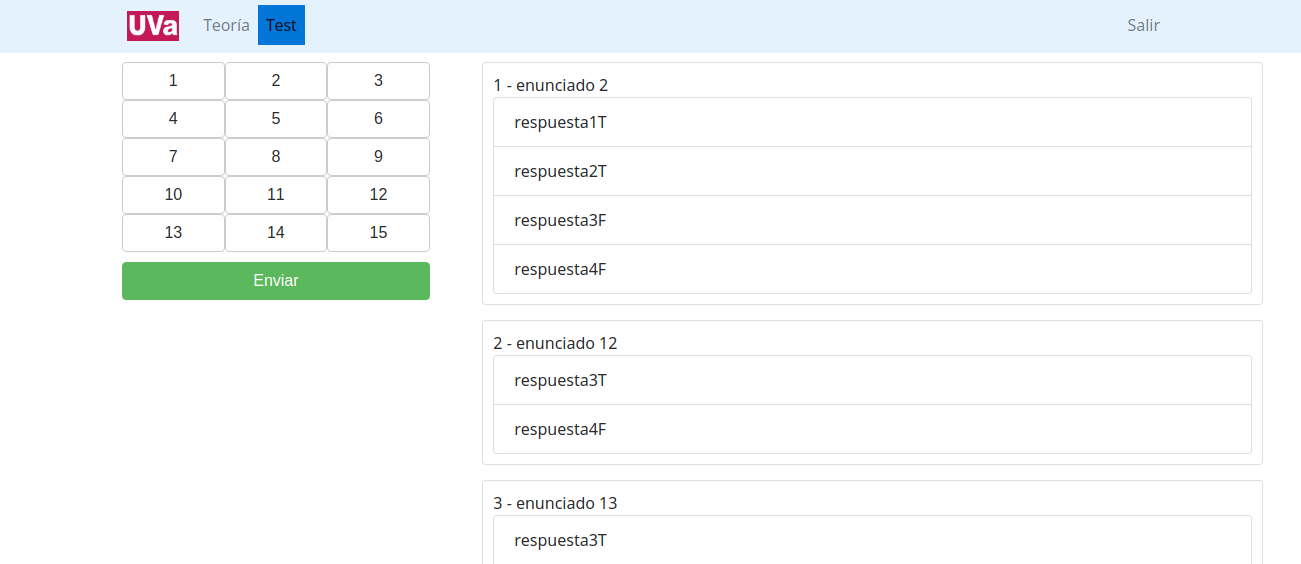 UVa Teoría Test Salir
1 2 3
4 5 6
7 8 9
10 11 12
13 14 15
Enviar
1 - enunciado 2
respuesta1T
respuesta2T
respuesta3F
respuesta4F
2 - enunciado 12
respuesta3T
respuesta4F
3 - enunciado 13
respuesta3T